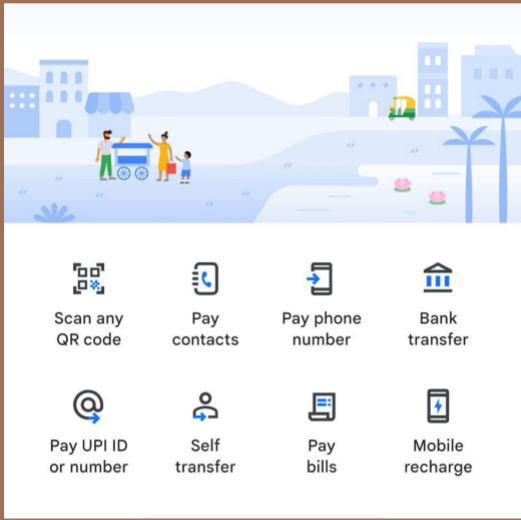 Scan any
QR code
Pay
contacts
Pay phone
number
Bank
transfer
Pay UPI ID
or number
Self
transfer
Pay
bills
Mobile
recharge